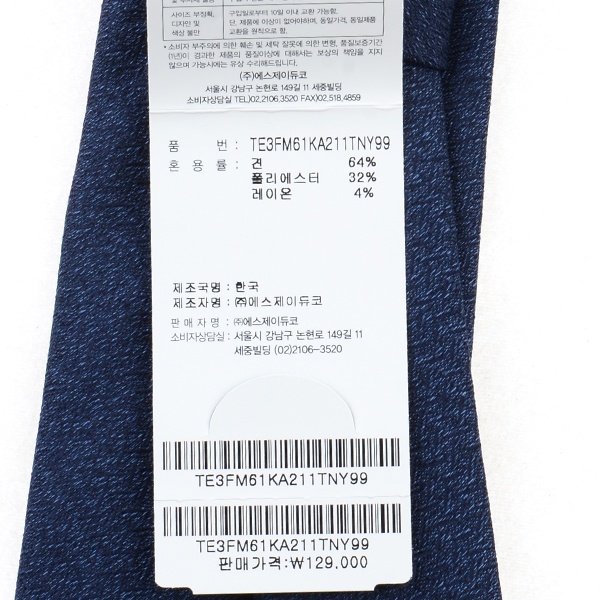 사이즈 부정확,
디자인 및
색상 불만
구입일로부터 10일 이내 교환 가능함.
단, 제품에 이상이 없어야하며, 동일가격, 동일제품
교환을 원칙으로 함.
• 소비자 부주의에 의한 훼손 및 세탁 잘못에 의한 변형, 품질보증기간
(1년)이 경과한 제품의 품질이상에 대해서는 보상의 책임을 지지
않으며 가능시에는 유상 수리해드립니다.
(주)에스제이듀코
서울시 강남구 논현로 149길 11 세중빌딩
소비자상담실 TEL)02.2106.3520 FAX)02.518.4859
품 번 : TE3FM61KA211TNY99
혼 용 률 : 견 64%
폴리에스터 32%
레이온 4%
제조국명 : 한국
제조자명 : ㈜에스제이듀코
판 매 자 명 : ㈜에스제이듀코
소비자상담실 : 서울시 강남구 논현로 149길 11
세중빌딩 (02)2106-3520
TE3FM61KA211TNY99
TE3FM61KA211TNY99
판매가격:₩129,000